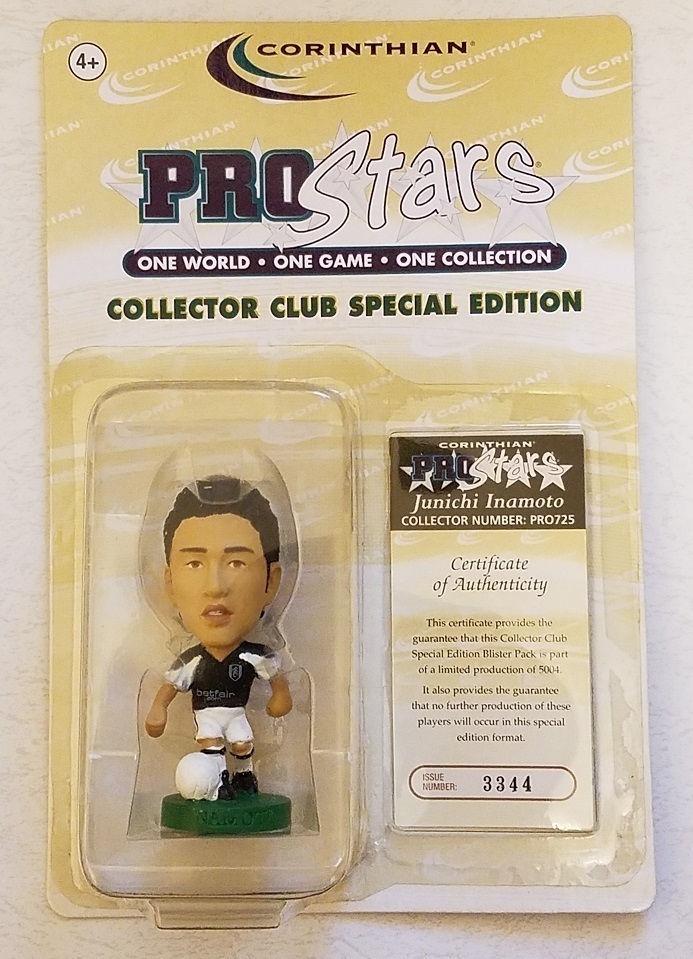 4+
CORINTHIAN®
PROStars®
ONE WORLD • ONE GAME • ONE COLLECTION
COLLECTOR CLUB SPECIAL EDITION
CORINTHIAN®
PROStars
Junichi Inamoto
COLLECTOR NUMBER: PRO725
Certificate
of Authenticity
This certificate provides the
guarantee that this Collector Club
Special Edition Blister Pack is part
of a limited production of 5004.
It also provides the guarantee
that no further production of these
players will occur in this special
edition format.
ISSUE
NUMBER: 3344
betfair
.com